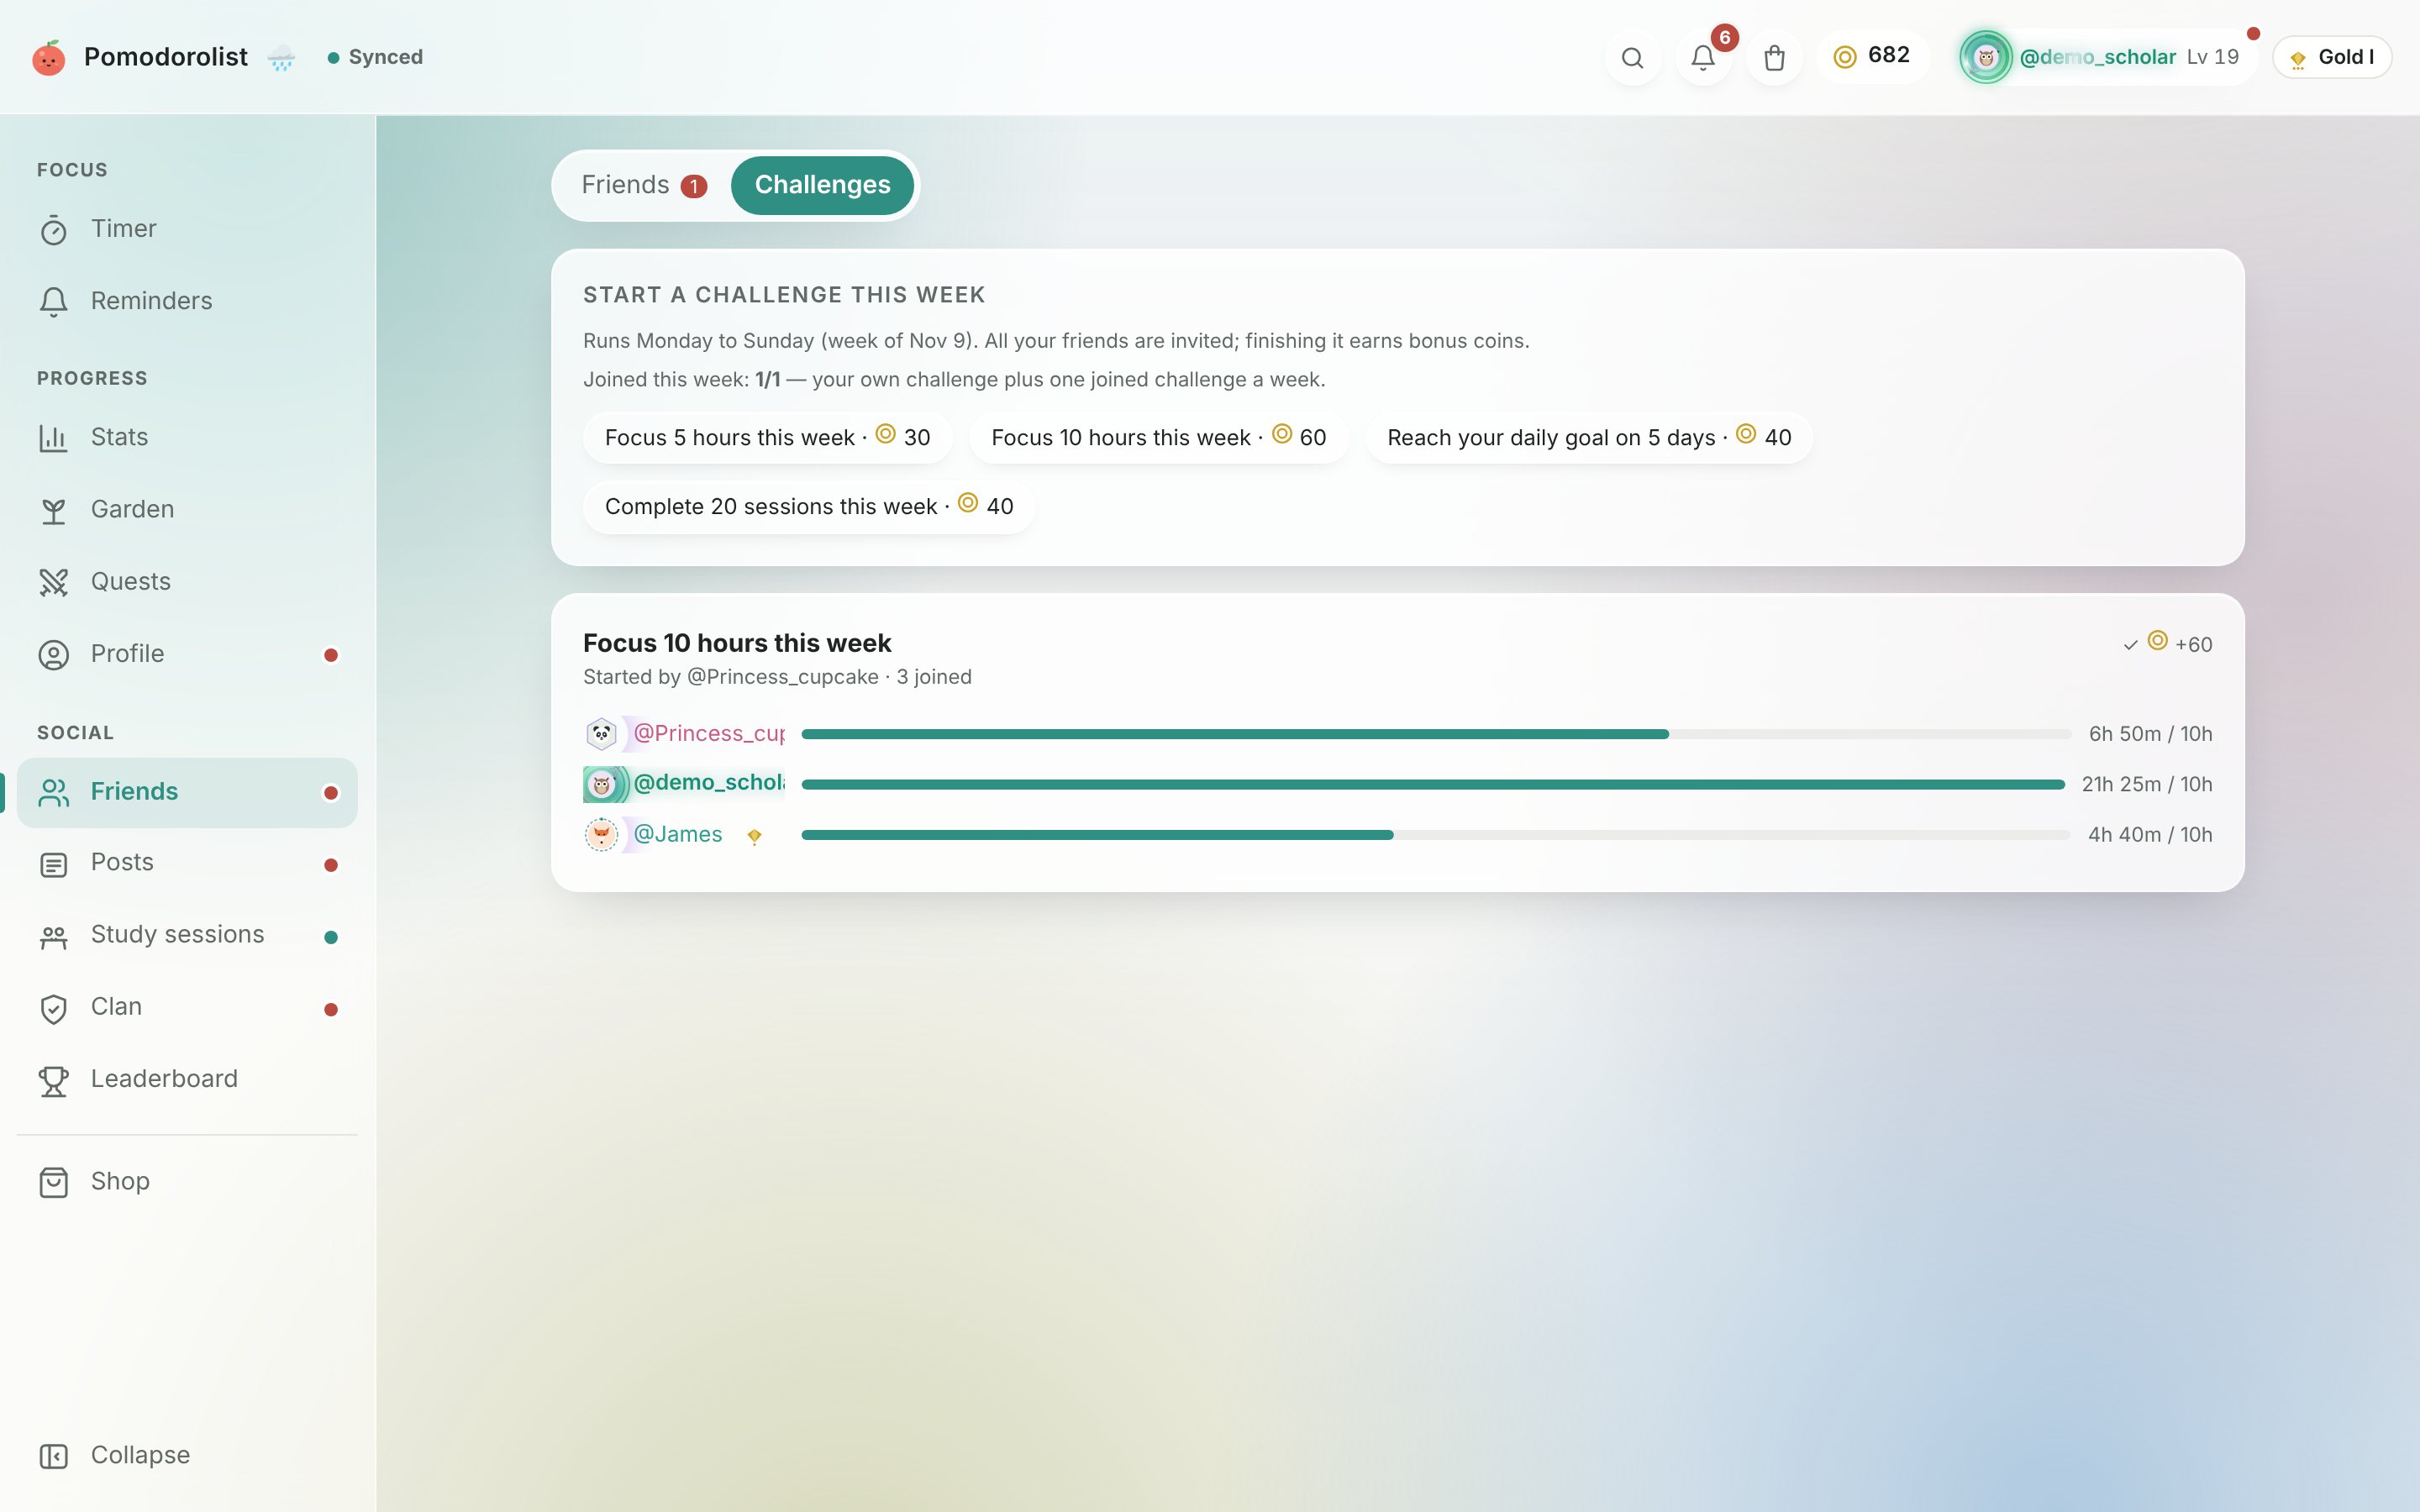 Pomodorolist
Synced
6
682
@demo_scholar Lv 19
Gold I
FOCUS
Timer
Reminders
PROGRESS
Stats
Garden
Quests
Profile
SOCIAL
Friends
Posts
Study sessions
Clan
Leaderboard
Shop
Collapse
Friends 1
Challenges
START A CHALLENGE THIS WEEK
Runs Monday to Sunday (week of Nov 9). All your friends are invited; finishing it earns bonus coins.
Joined this week: 1/1 — your own challenge plus one joined challenge a week.
Focus 5 hours this week · 30
Focus 10 hours this week · 60
Reach your daily goal on 5 days · 40
Complete 20 sessions this week · 40
Focus 10 hours this week
✓ +60
Started by @Princess_cupcake · 3 joined
@Princess_cup 6h 50m / 10h
@demo_schola 21h 25m / 10h
@James 4h 40m / 10h